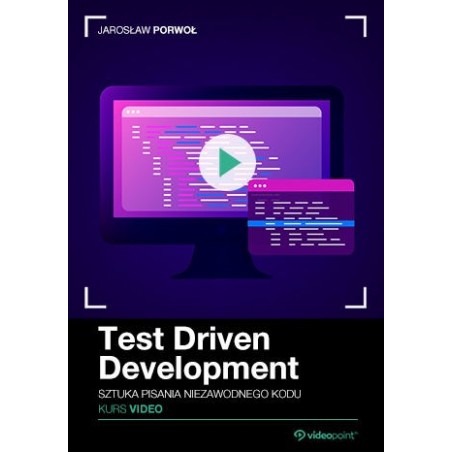 JAROSŁAW PORWOŁ
Test Driven
Development
SZTUKA PISANIA NIEZAWODNEGO KODU
KURS VIDEO
videopoint